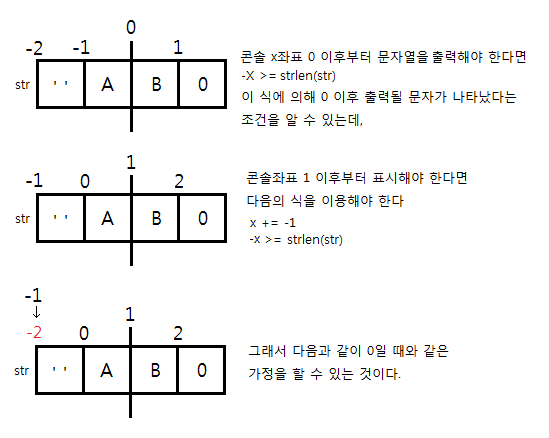 0
-2 -1 1
str ' ' A B 0
콘솔 x좌표 0 이후부터 문자열을 출력해야 한다면
-X >= strlen(str)
이 식에 의해 0 이후 출력될 문자가 나타났다는
조건을 알 수 있는데,
1
-1 0 2
str ' ' A B 0
콘솔좌표 1 이후부터 표시해야 한다면
다음의 식을 이용해야 한다
x += -1
-x >= strlen(str)
-1
↓
1
-2 0 2
str ' ' A B 0
그래서 다음과 같이 0일 때와 같은
가정을 할 수 있는 것이다.